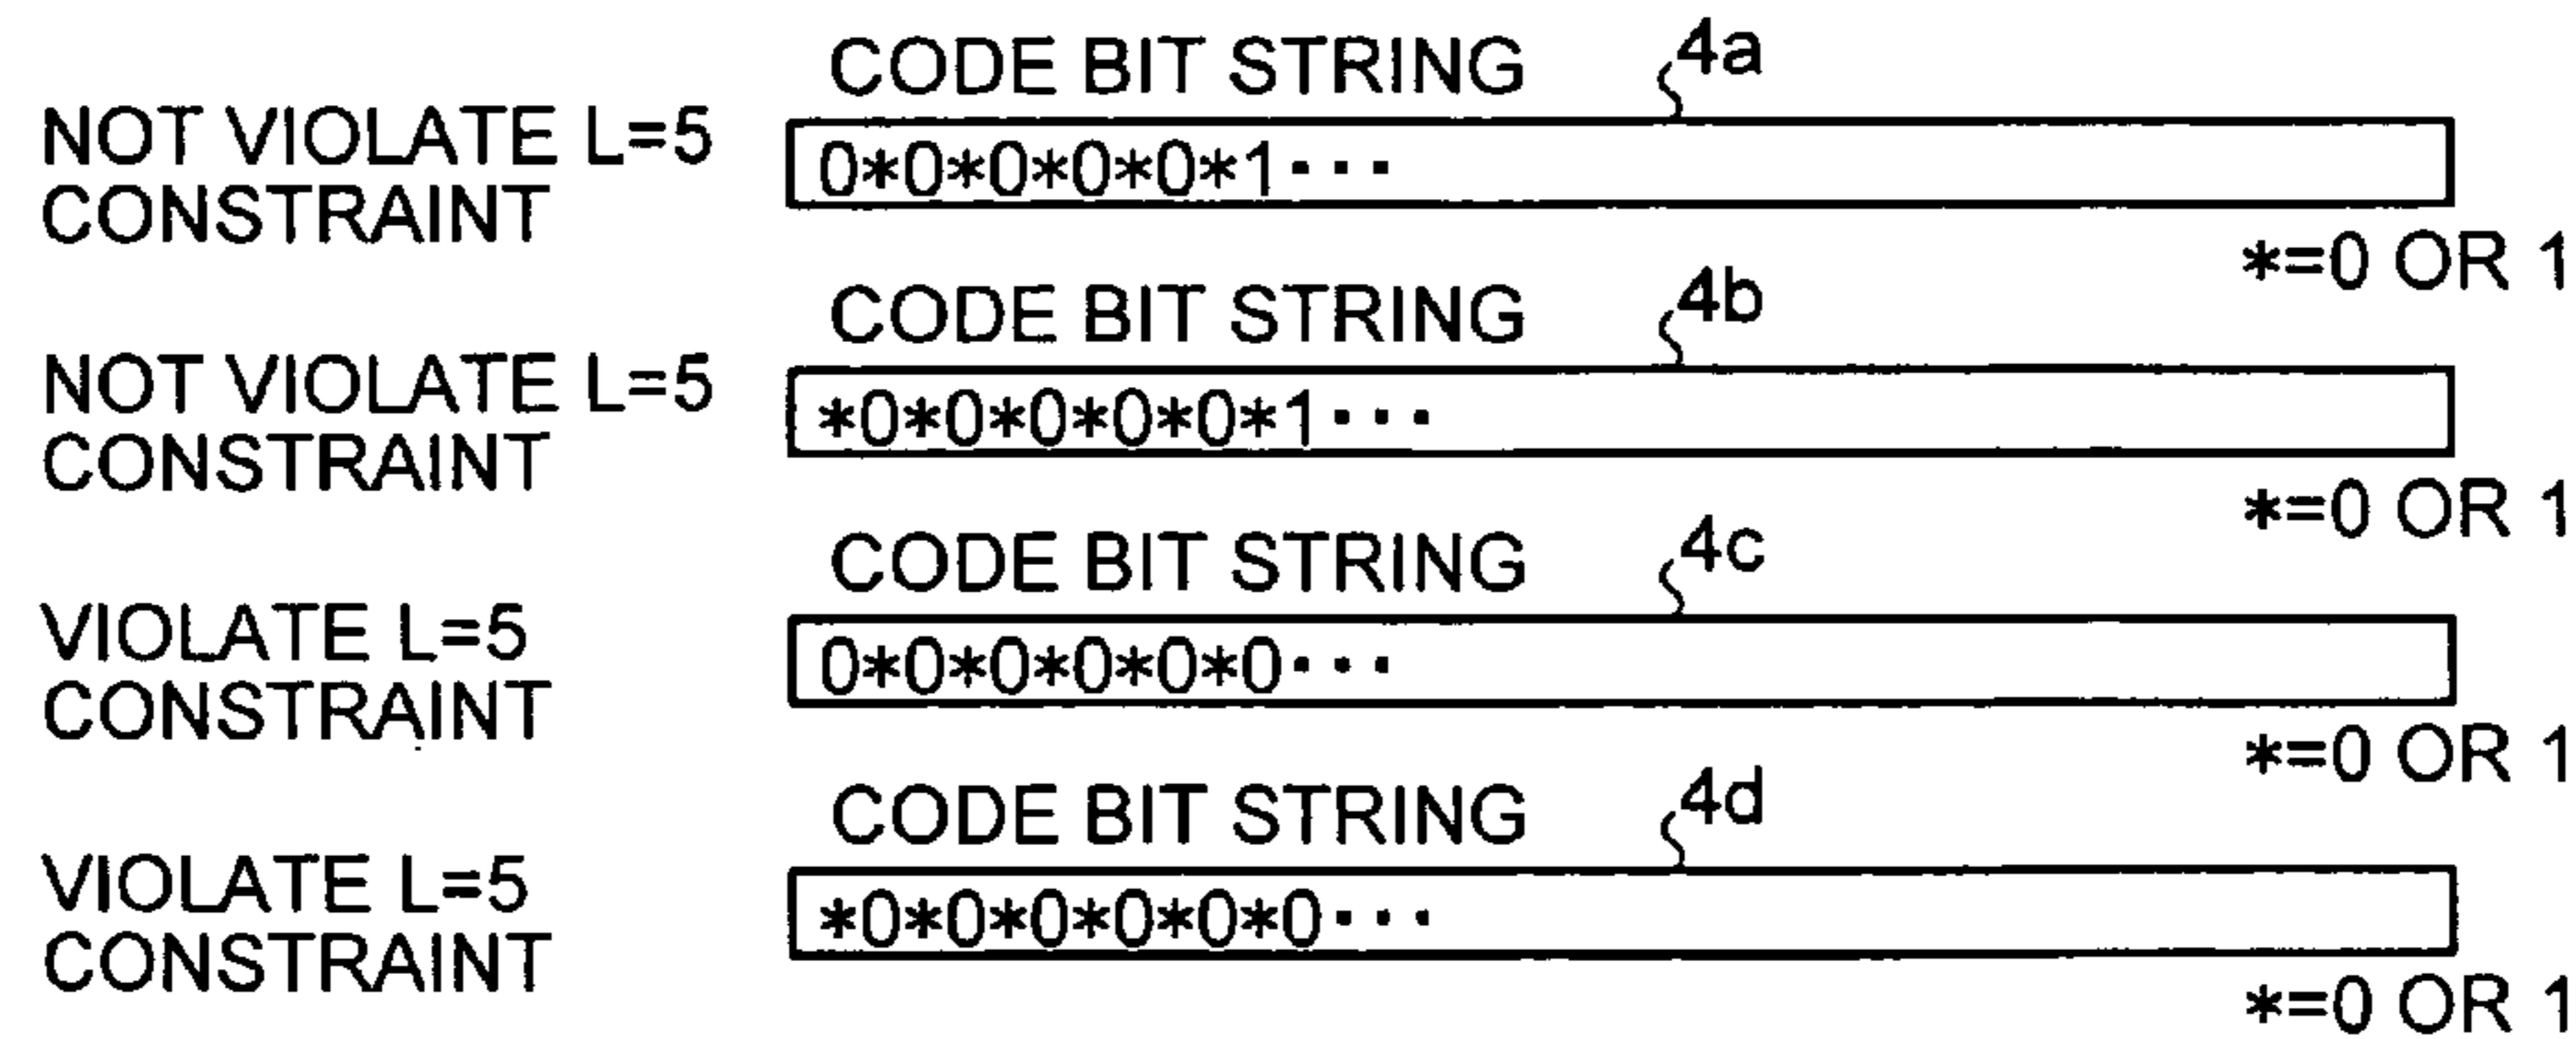 CODE BIT STRING 4a
NOT VIOLATE L=5
CONSTRAINT
0*0*0*0*0*1···
*=0 OR 1
CODE BIT STRING 4b
NOT VIOLATE L=5
CONSTRAINT
*0*0*0*0*0*1···
*=0 OR 1
CODE BIT STRING 4c
VIOLATE L=5
CONSTRAINT
0*0*0*0*0*0···
*=0 OR 1
CODE BIT STRING 4d
VIOLATE L=5
CONSTRAINT
*0*0*0*0*0*0···
*=0 OR 1